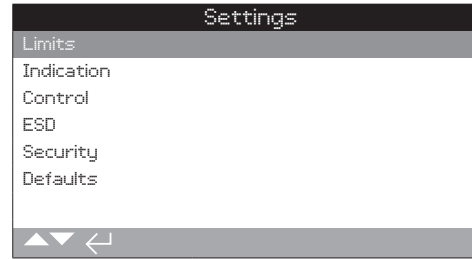 Settings
Limits
Indication
Control
ESD
Security
Defaults